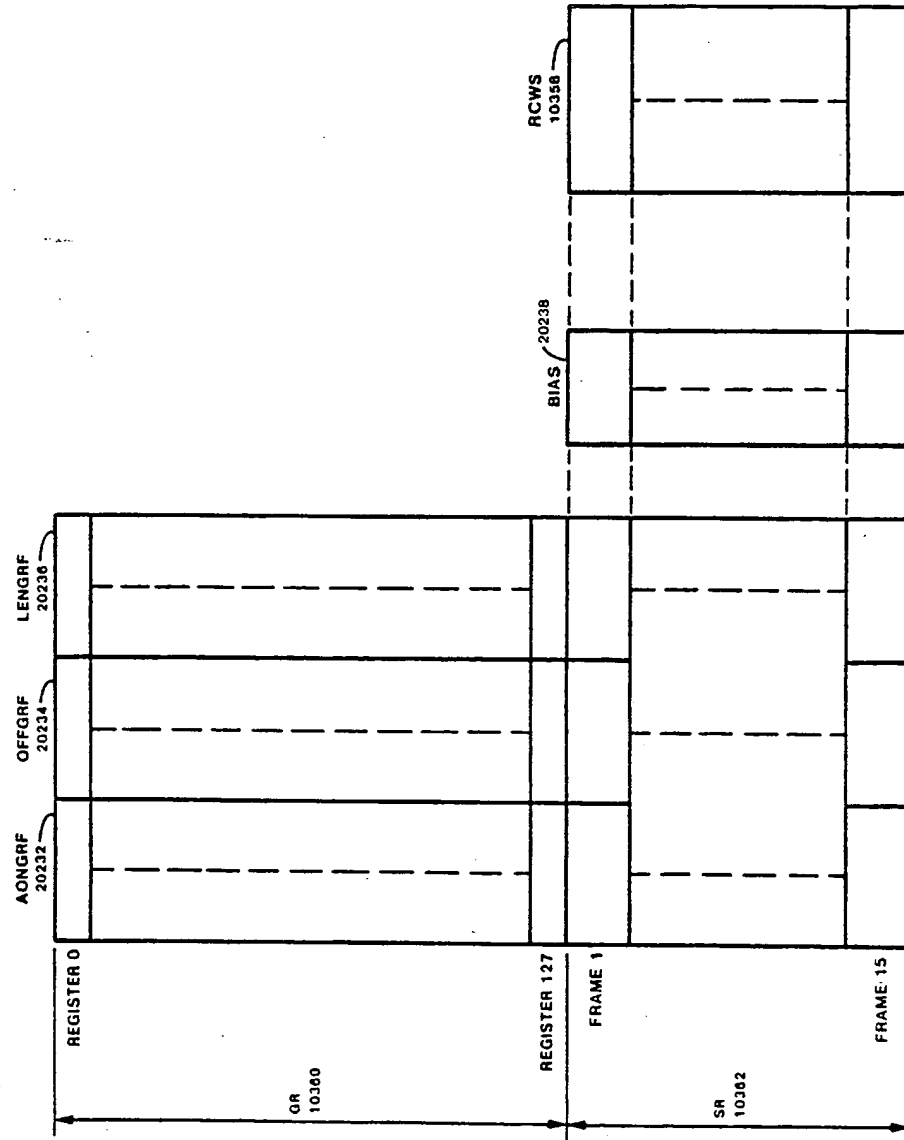 AONGRF
20232
OFFGRF
20234
LENGRF
20236
BIAS
20238
RCWS
10358
REGISTER 0
REGISTER 127
FRAME 1
FRAME 15
GR
10360
SR
10362